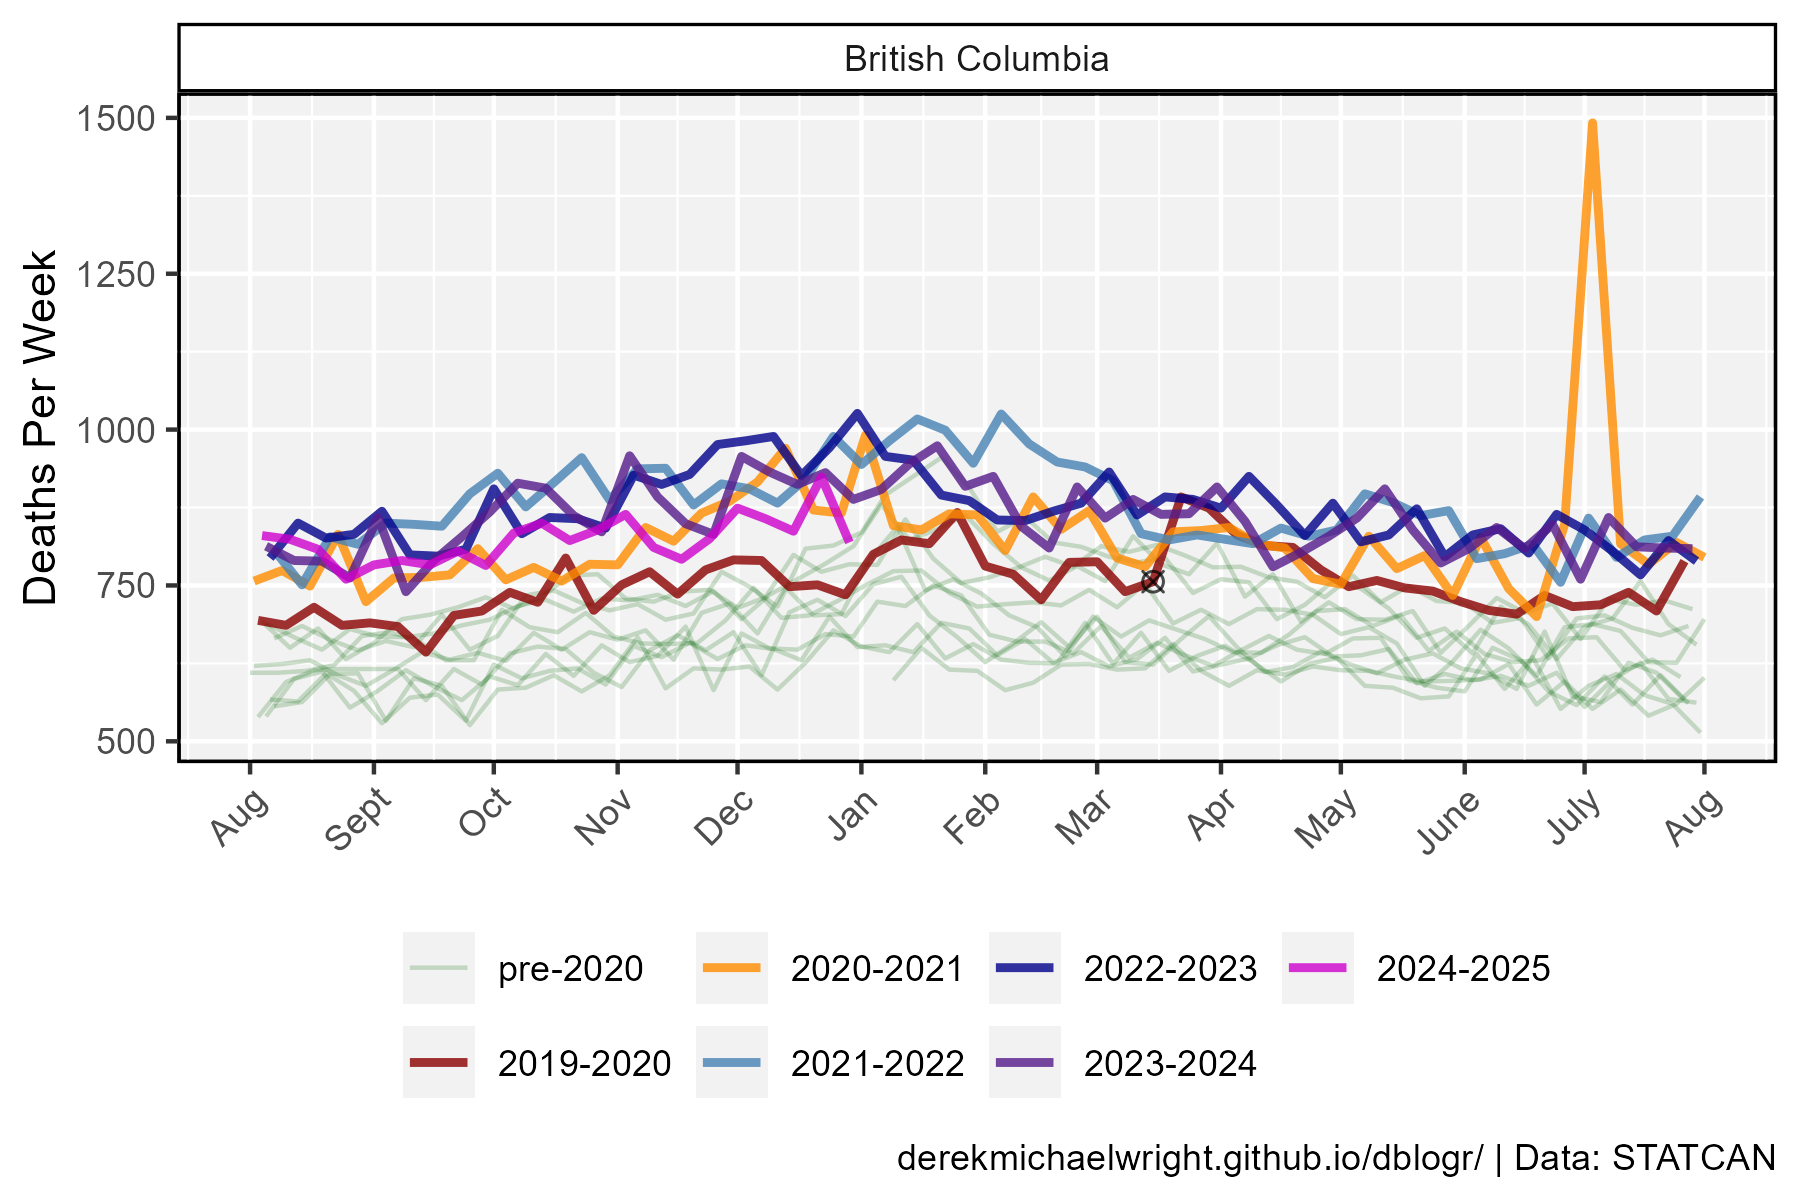 British Columbia
Deaths Per Week
1500
1250
1000
750
500
Aug
Sept
Oct
Nov
Dec
Jan
Feb
Mar
Apr
May
June
July
Aug
pre-2020
2020-2021
2022-2023
2024-2025
2019-2020
2021-2022
2023-2024
derekmichaelwright.github.io/dblogr/ | Data: STATCAN